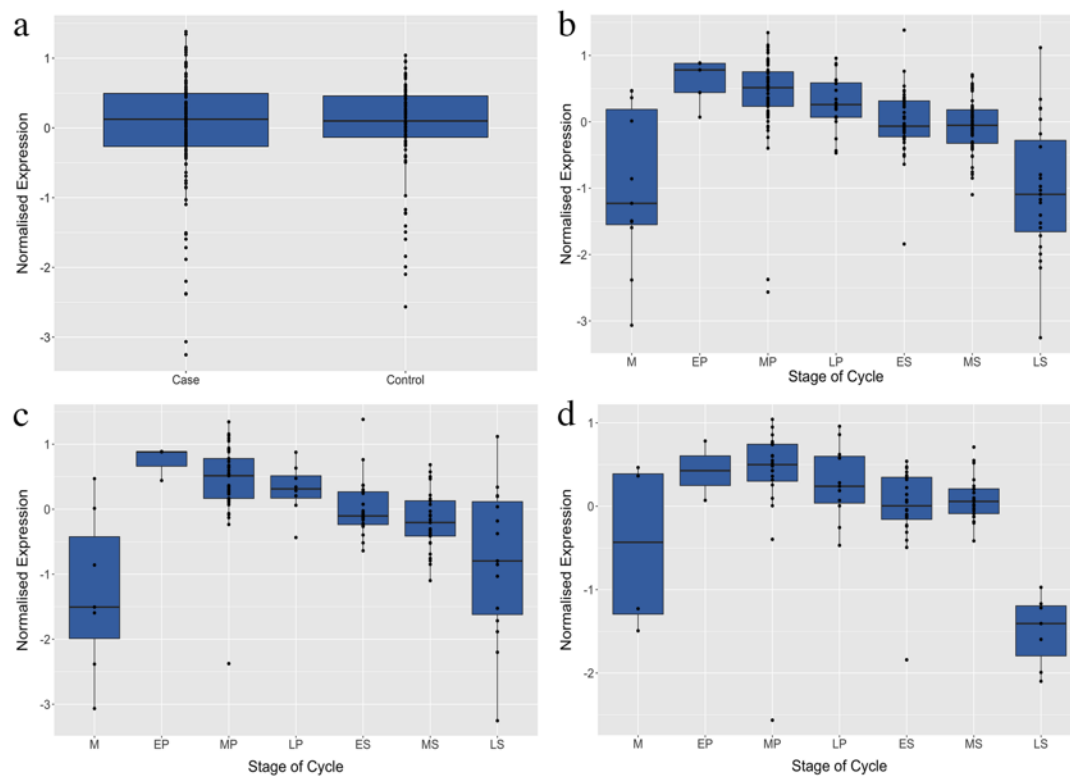 a
Normalised Expression
1
0
-1
-2
-3
Case Control
b
Normalised Expression
1
0
-1
-2
-3
M EP MP LP ES MS LS
Stage of Cycle
c
Normalised Expression
1
0
-1
-2
-3
M EP MP LP ES MS LS
Stage of Cycle
d
Normalised Expression
1
0
-1
-2
M EP MP LP ES MS LS
Stage of Cycle